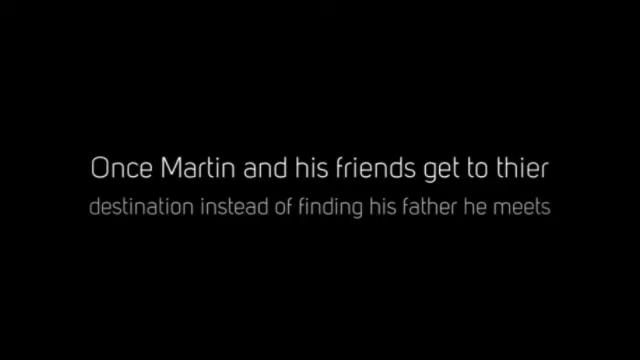 Once Martin and his friends get to thier
destination instead of finding his father he meets